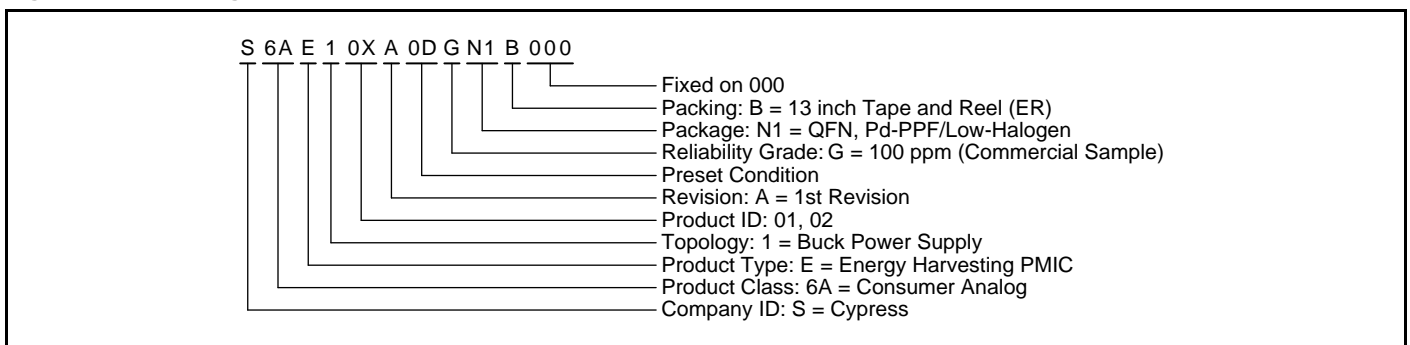 S 6A E 1 0X A 0D G N1 B 000
Fixed on 000
Packing: B = 13 inch Tape and Reel (ER)
Package: N1 = QFN, Pd-PPF/Low-Halogen
Reliability Grade: G = 100 ppm (Commercial Sample)
Preset Condition
Revision: A = 1st Revision
Product ID: 01, 02
Topology: 1 = Buck Power Supply
Product Type: E = Energy Harvesting PMIC
Product Class: 6A = Consumer Analog
Company ID: S = Cypress